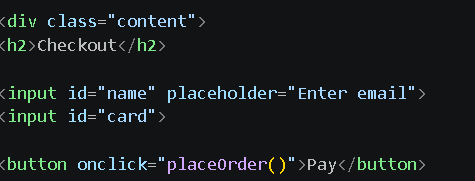 <div class="content">
<h2>Checkout</h2>
<input id="name" placeholder="Enter email">
<input id="card">
<button onclick="placeOrder()">Pay</button>